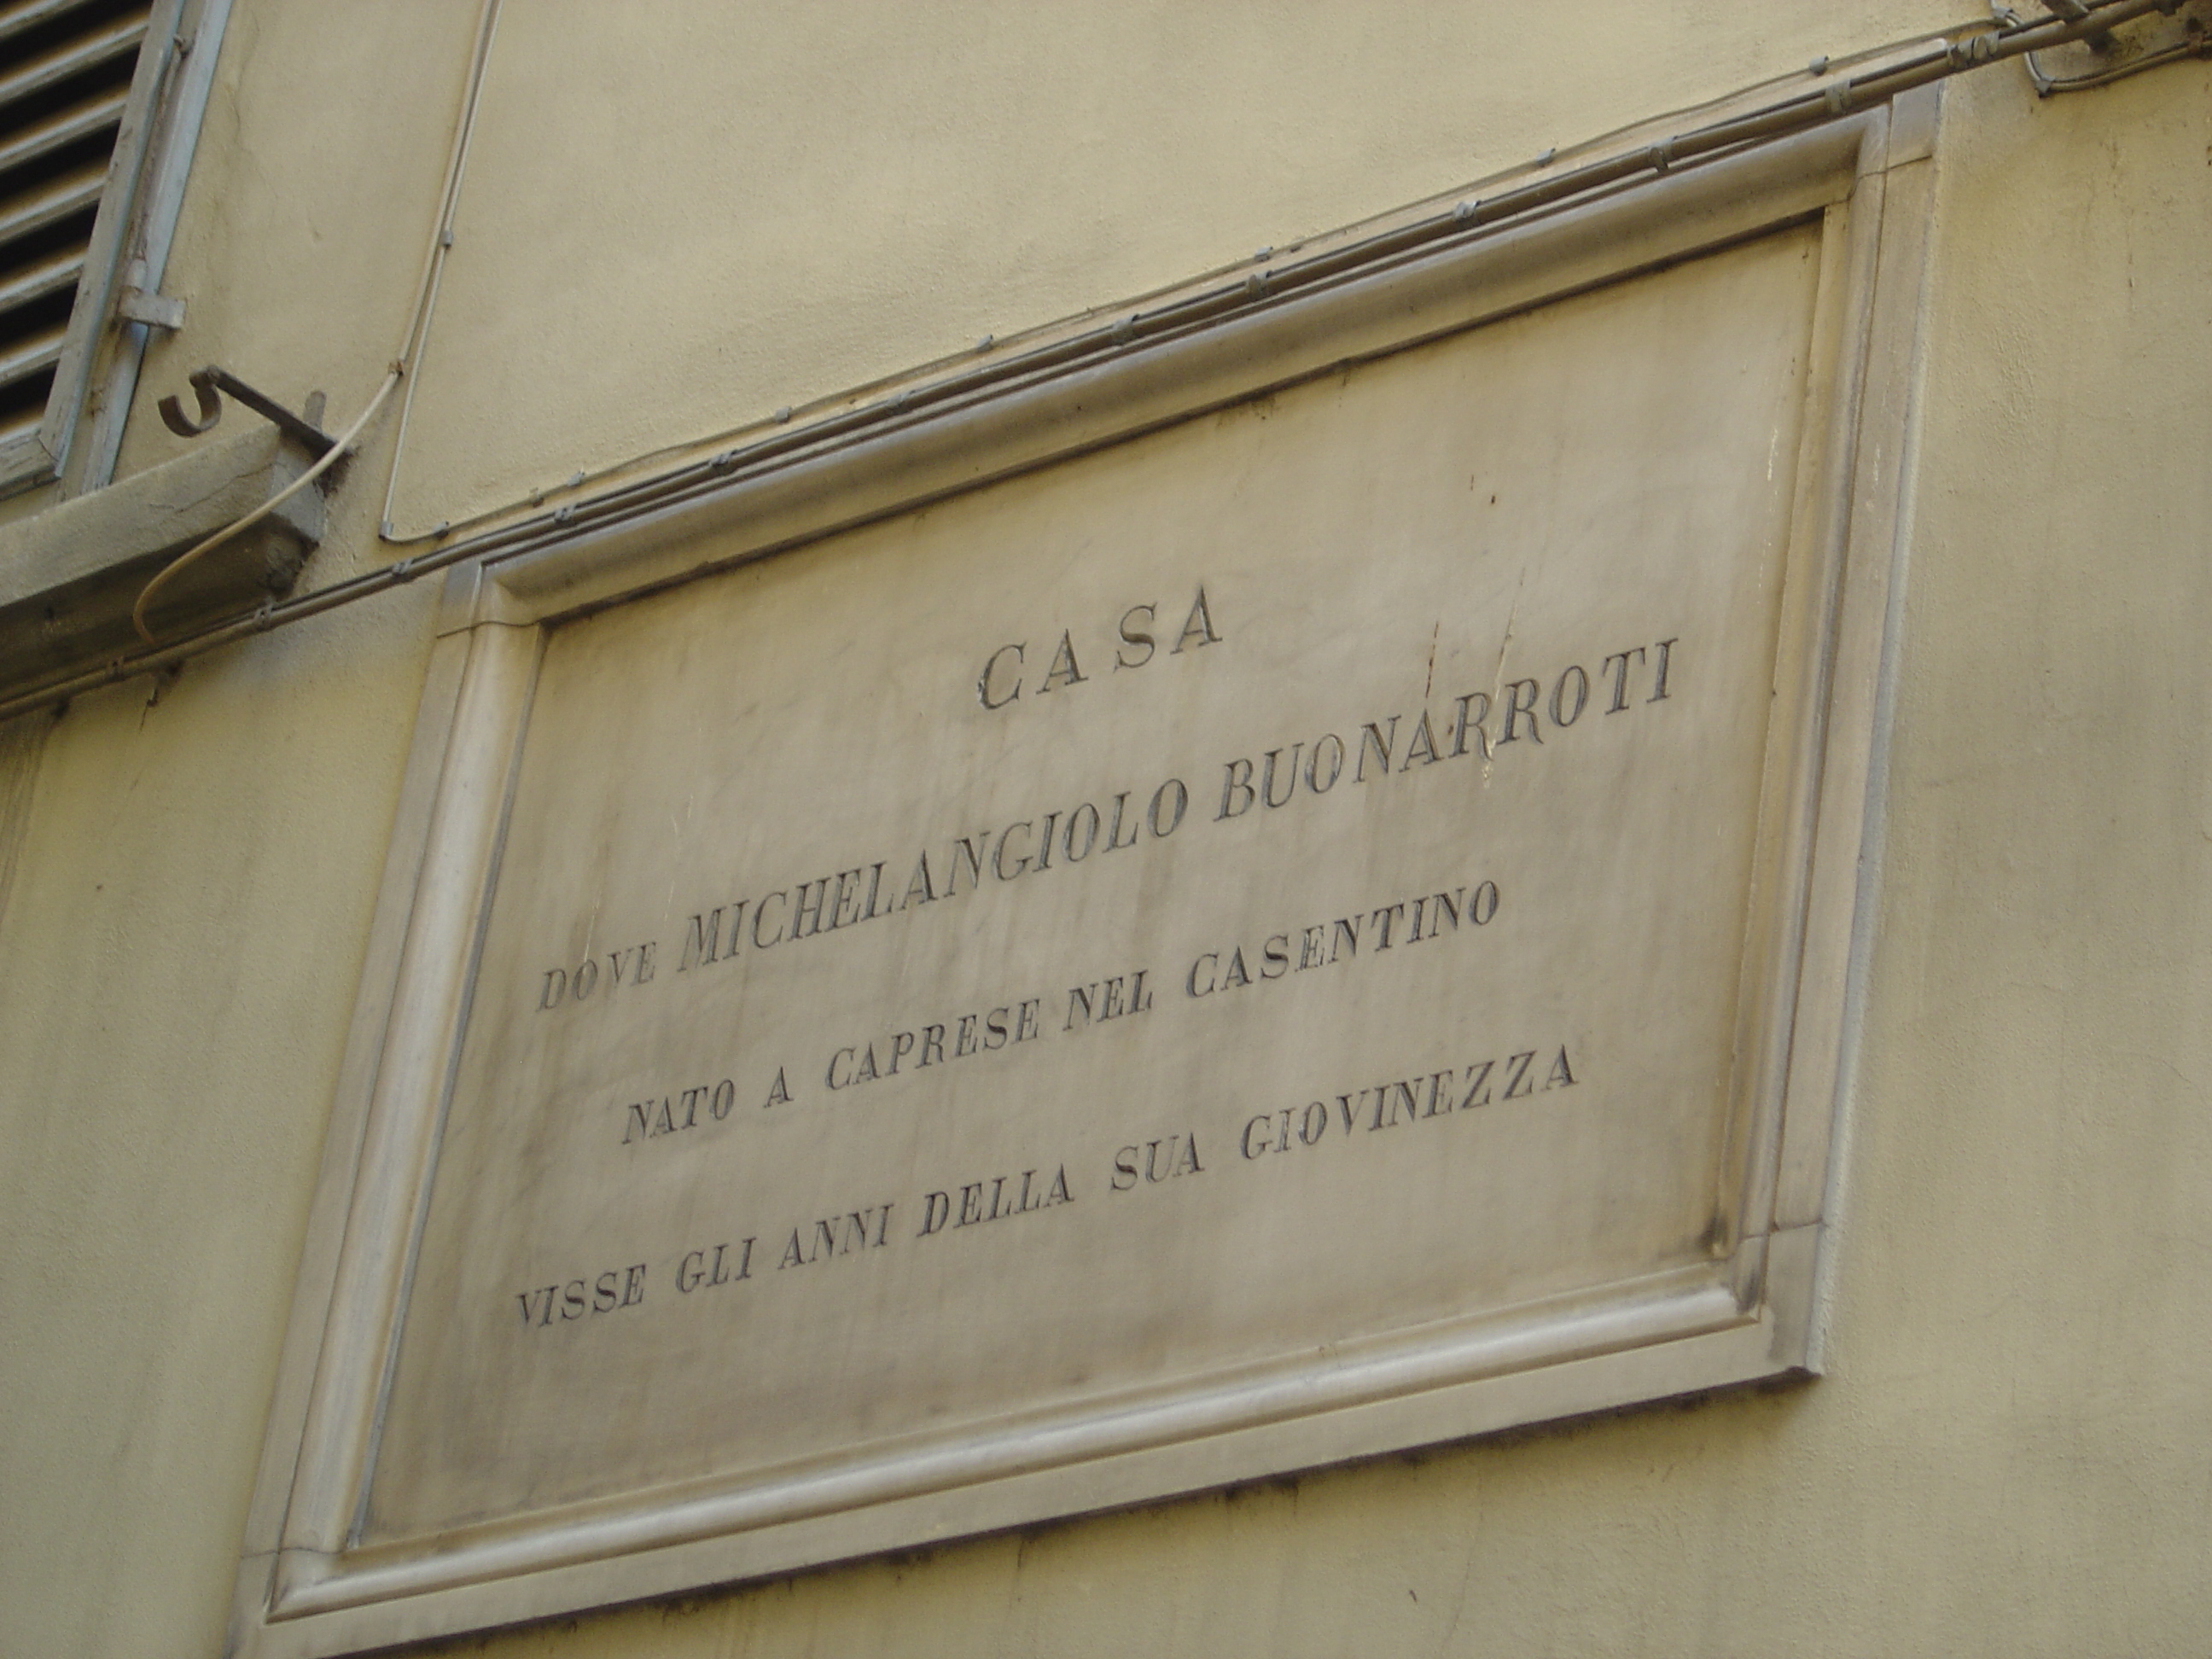 CASA
DOVE MICHELANGIOLO BUONARROTI
NATO A CAPRESE NEL CASENTINO
VISSE GLI ANNI DELLA SUA GIOVINEZZA